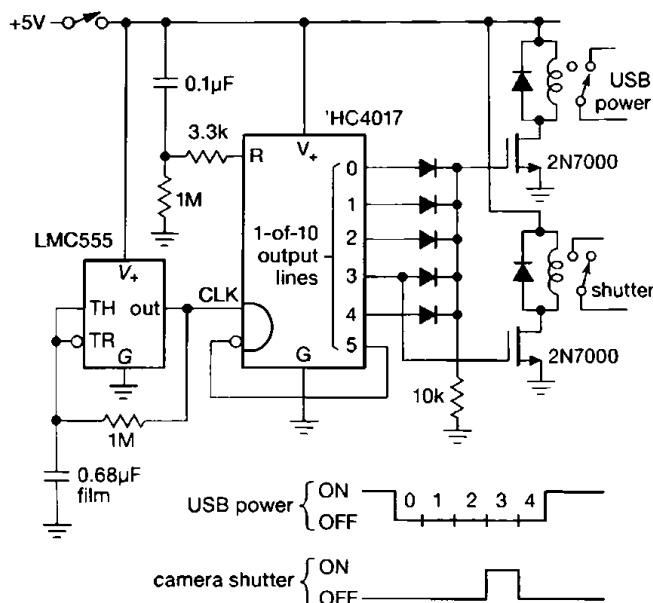 +5V
0.1µF
'HC4017
USB
power
3.3k
R
V+
0
2N7000
1M
1
LMC555
1-of-10
output
lines
2
V+
3
shutter
TH
out
CLK
4
TR
5
G
G
2N7000
10k
1M
0.68µF
film
USB power
ON
OFF
0 1 2 3 4
camera shutter
ON
OFF